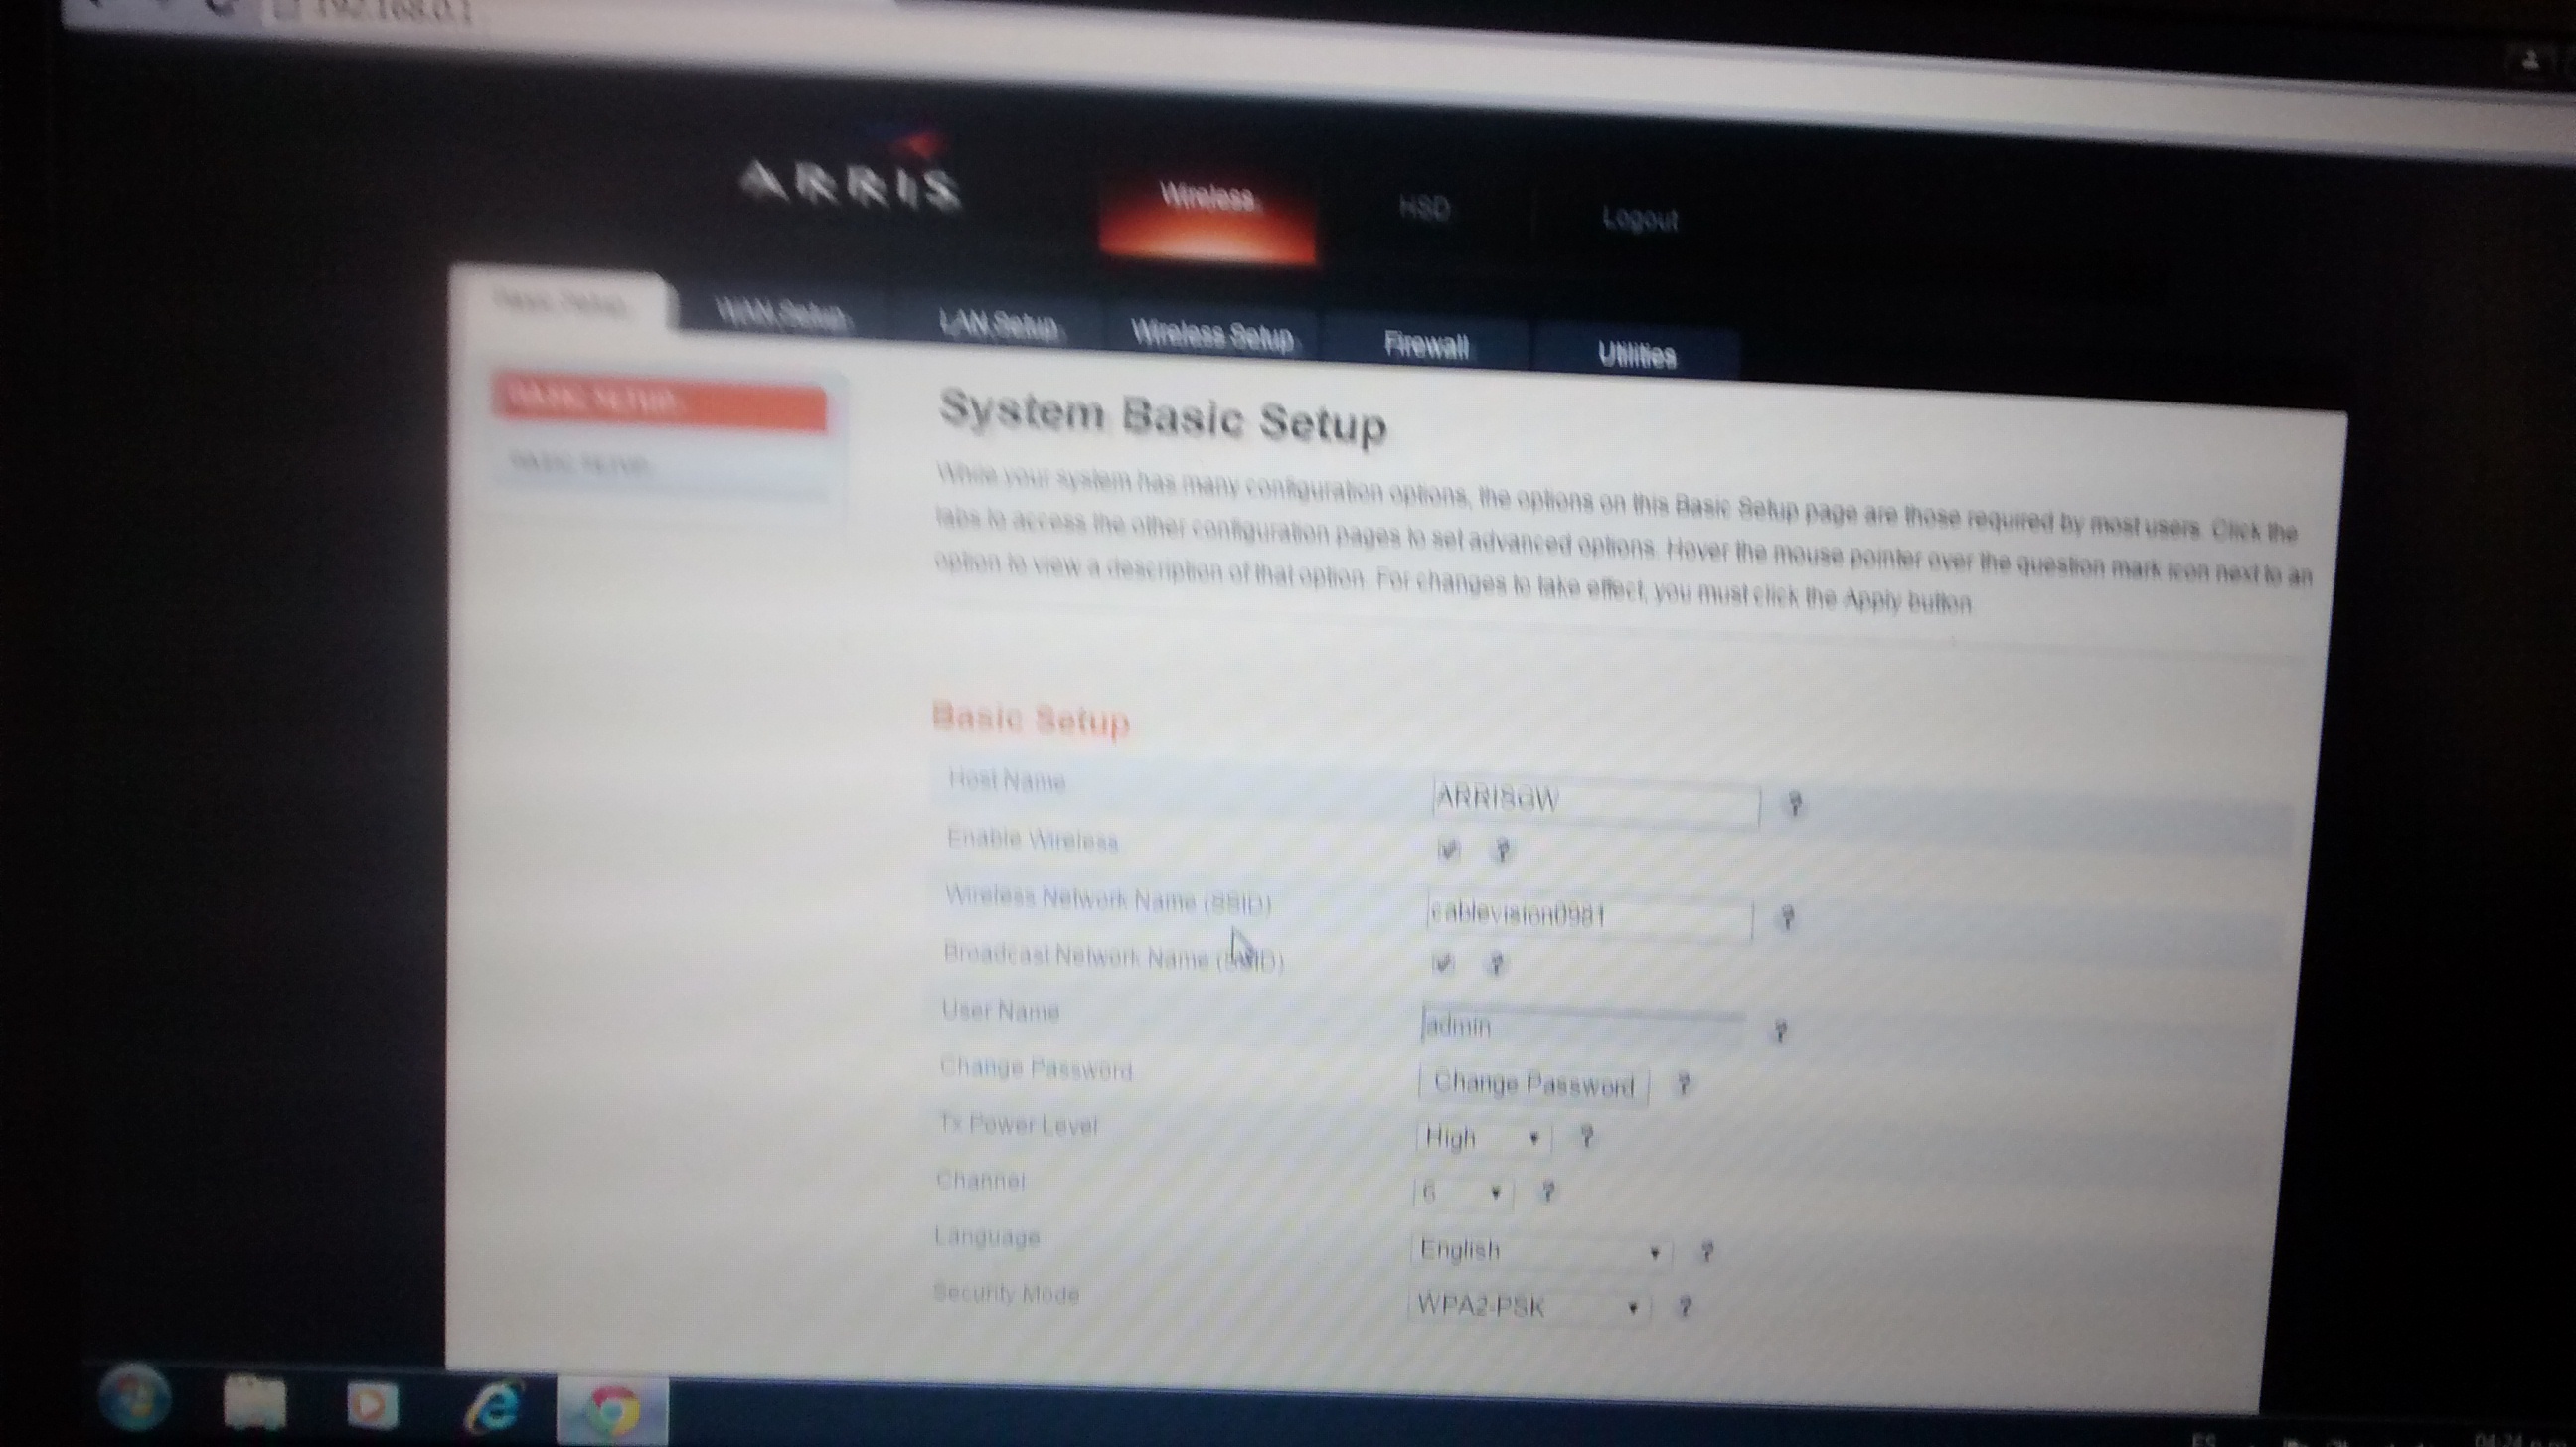 192.168.0.1
ARRIS
Wireless
HSD
Logout
Basic Setup
WAN Setup
LAN Setup
Wireless Setup
Firewall
Utilities
BASIC SETUP
BASIC SETUP
System Basic Setup
While your system has many configuration options, the options on this Basic Setup page are those required by most users. Click the
tabs to access the other configuration pages to set advanced options. Hover the mouse pointer over the question mark icon next to an
option to view a description of that option. For changes to take effect, you must click the Apply button.
Basic Setup
Host Name ARRISGW ?
Enable Wireless ?
Wireless Network Name (SSID) cablevision0981 ?
Broadcast Network Name (SSID) ?
User Name admin ?
Change Password Change Password ?
Tx Power Level High ?
Channel 6 ?
Language English ?
Security Mode WPA2-PSK ?
ES
04:24